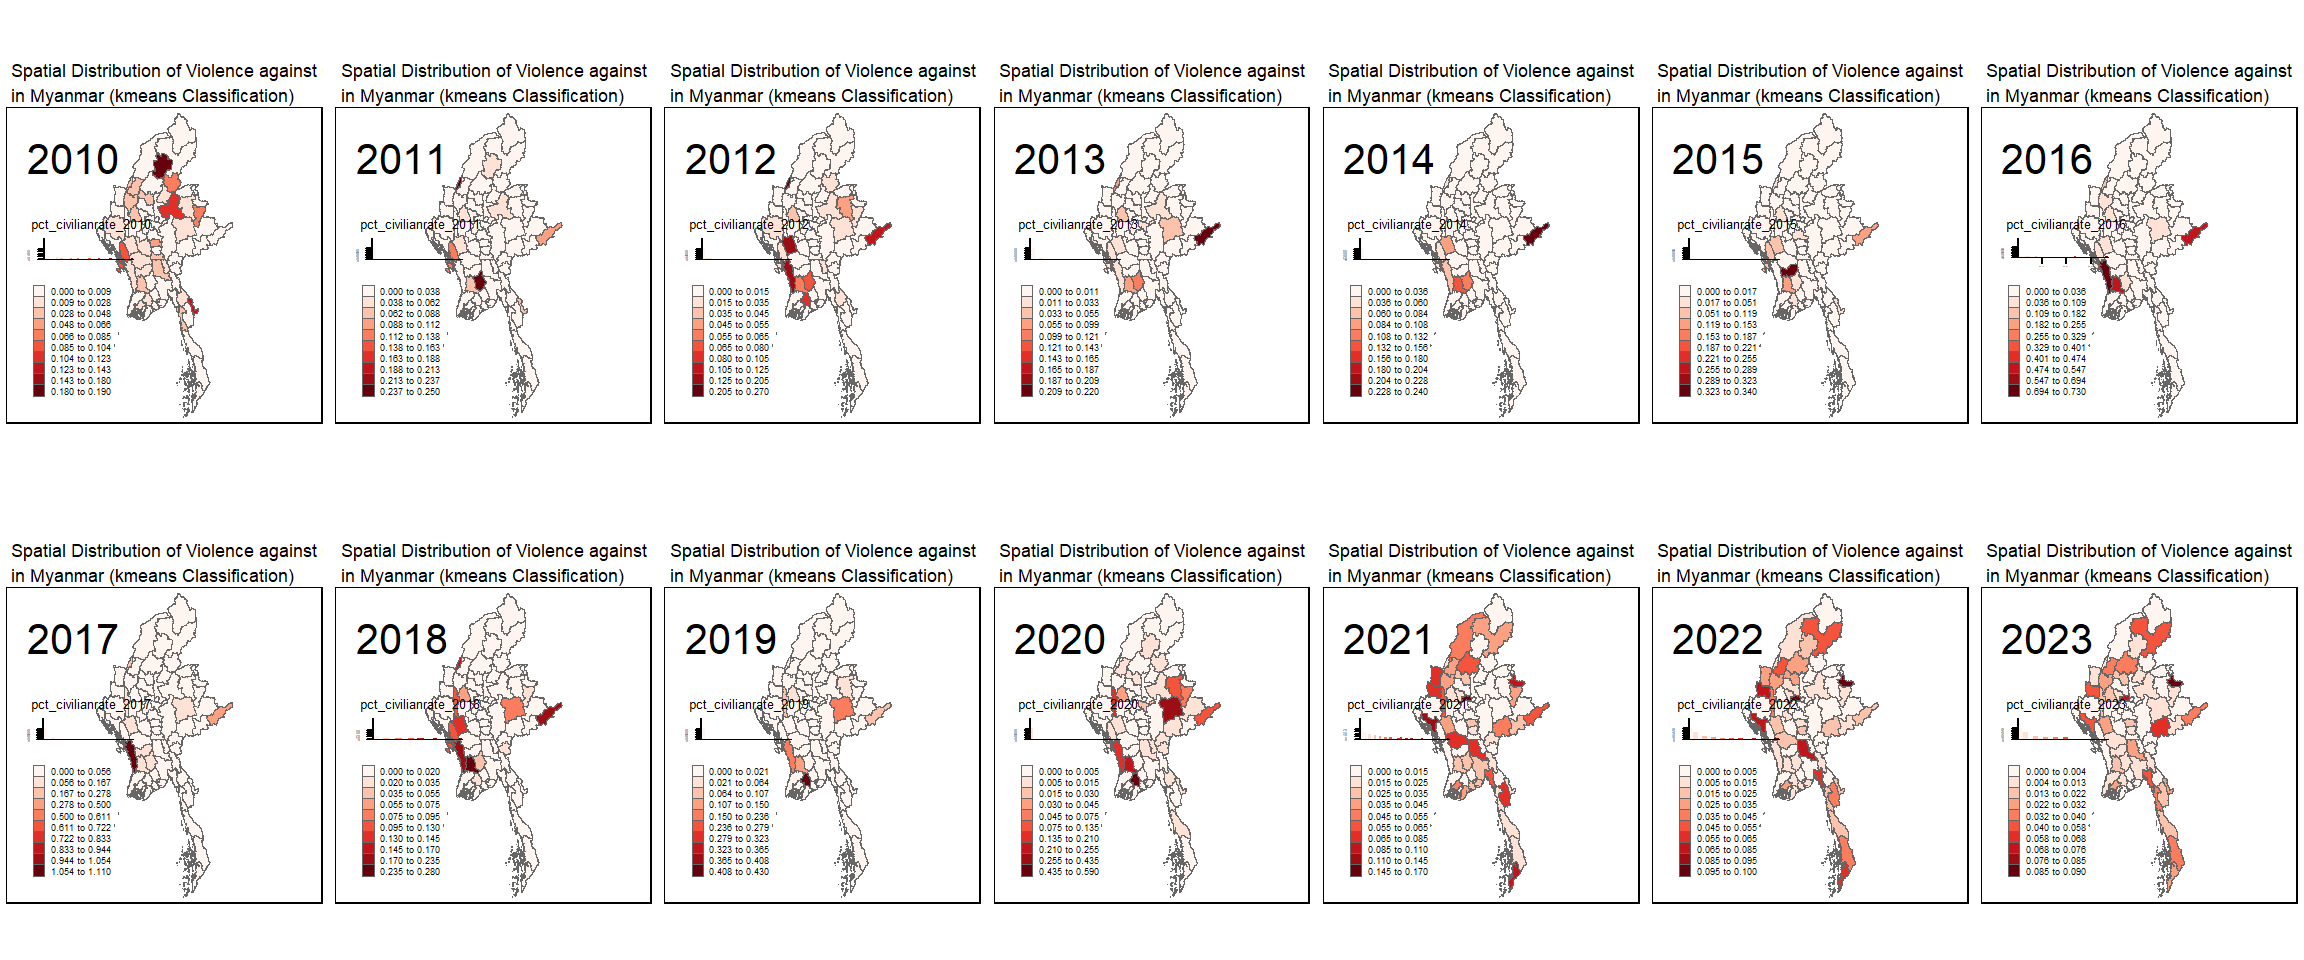 Spatial Distribution of Violence against
in Myanmar (kmeans Classification)
2010
pct_civilianrate_2010
0.000 to 0.009
0.009 to 0.028
0.028 to 0.048
0.048 to 0.066
0.066 to 0.085
0.085 to 0.104
0.104 to 0.123
0.123 to 0.143
0.143 to 0.180
0.180 to 0.190
Spatial Distribution of Violence against
in Myanmar (kmeans Classification)
2011
pct_civilianrate_2011
0.000 to 0.038
0.038 to 0.062
0.062 to 0.088
0.088 to 0.112
0.112 to 0.138
0.138 to 0.163
0.163 to 0.188
0.188 to 0.213
0.213 to 0.237
0.237 to 0.250
Spatial Distribution of Violence against
in Myanmar (kmeans Classification)
2012
pct_civilianrate_2012
0.000 to 0.015
0.015 to 0.035
0.035 to 0.045
0.045 to 0.055
0.055 to 0.065
0.065 to 0.080
0.080 to 0.105
0.105 to 0.125
0.125 to 0.205
0.205 to 0.270
Spatial Distribution of Violence against
in Myanmar (kmeans Classification)
2013
pct_civilianrate_2013
0.000 to 0.011
0.011 to 0.033
0.033 to 0.055
0.055 to 0.099
0.099 to 0.121
0.121 to 0.143
0.143 to 0.165
0.165 to 0.187
0.187 to 0.209
0.209 to 0.220
Spatial Distribution of Violence against
in Myanmar (kmeans Classification)
2014
pct_civilianrate_2014
0.000 to 0.036
0.036 to 0.060
0.060 to 0.084
0.084 to 0.108
0.108 to 0.132
0.132 to 0.156
0.156 to 0.180
0.180 to 0.204
0.204 to 0.228
0.228 to 0.240
Spatial Distribution of Violence against
in Myanmar (kmeans Classification)
2015
pct_civilianrate_2015
0.000 to 0.017
0.017 to 0.051
0.051 to 0.119
0.119 to 0.153
0.153 to 0.187
0.187 to 0.221
0.221 to 0.255
0.255 to 0.289
0.289 to 0.323
0.323 to 0.340
Spatial Distribution of Violence against
in Myanmar (kmeans Classification)
2016
pct_civilianrate_2016
0.000 to 0.036
0.036 to 0.109
0.109 to 0.182
0.182 to 0.255
0.255 to 0.329
0.329 to 0.401
0.401 to 0.474
0.474 to 0.547
0.547 to 0.694
0.694 to 0.730
Spatial Distribution of Violence against
in Myanmar (kmeans Classification)
2017
pct_civilianrate_2017
0.000 to 0.056
0.056 to 0.167
0.167 to 0.278
0.278 to 0.500
0.500 to 0.611
0.611 to 0.722
0.722 to 0.833
0.833 to 0.944
0.944 to 1.054
1.054 to 1.110
Spatial Distribution of Violence against
in Myanmar (kmeans Classification)
2018
pct_civilianrate_2018
0.000 to 0.020
0.020 to 0.035
0.035 to 0.055
0.055 to 0.075
0.075 to 0.095
0.095 to 0.130
0.130 to 0.145
0.145 to 0.170
0.170 to 0.235
0.235 to 0.280
Spatial Distribution of Violence against
in Myanmar (kmeans Classification)
2019
pct_civilianrate_2019
0.000 to 0.021
0.021 to 0.064
0.064 to 0.107
0.107 to 0.150
0.150 to 0.236
0.236 to 0.279
0.279 to 0.323
0.323 to 0.365
0.365 to 0.408
0.408 to 0.430
Spatial Distribution of Violence against
in Myanmar (kmeans Classification)
2020
pct_civilianrate_2020
0.000 to 0.005
0.005 to 0.015
0.015 to 0.030
0.030 to 0.045
0.045 to 0.075
0.075 to 0.135
0.135 to 0.210
0.210 to 0.255
0.255 to 0.435
0.435 to 0.590
Spatial Distribution of Violence against
in Myanmar (kmeans Classification)
2021
pct_civilianrate_2021
0.000 to 0.015
0.015 to 0.025
0.025 to 0.035
0.035 to 0.045
0.045 to 0.055
0.055 to 0.065
0.065 to 0.085
0.085 to 0.110
0.110 to 0.145
0.145 to 0.170
Spatial Distribution of Violence against
in Myanmar (kmeans Classification)
2022
pct_civilianrate_2022
0.000 to 0.005
0.005 to 0.015
0.015 to 0.025
0.025 to 0.035
0.035 to 0.045
0.045 to 0.055
0.055 to 0.065
0.065 to 0.085
0.085 to 0.095
0.095 to 0.100
Spatial Distribution of Violence against
in Myanmar (kmeans Classification)
2023
pct_civilianrate_2023
0.000 to 0.004
0.004 to 0.013
0.013 to 0.022
0.022 to 0.032
0.032 to 0.040
0.040 to 0.058
0.058 to 0.068
0.068 to 0.076
0.076 to 0.085
0.085 to 0.090